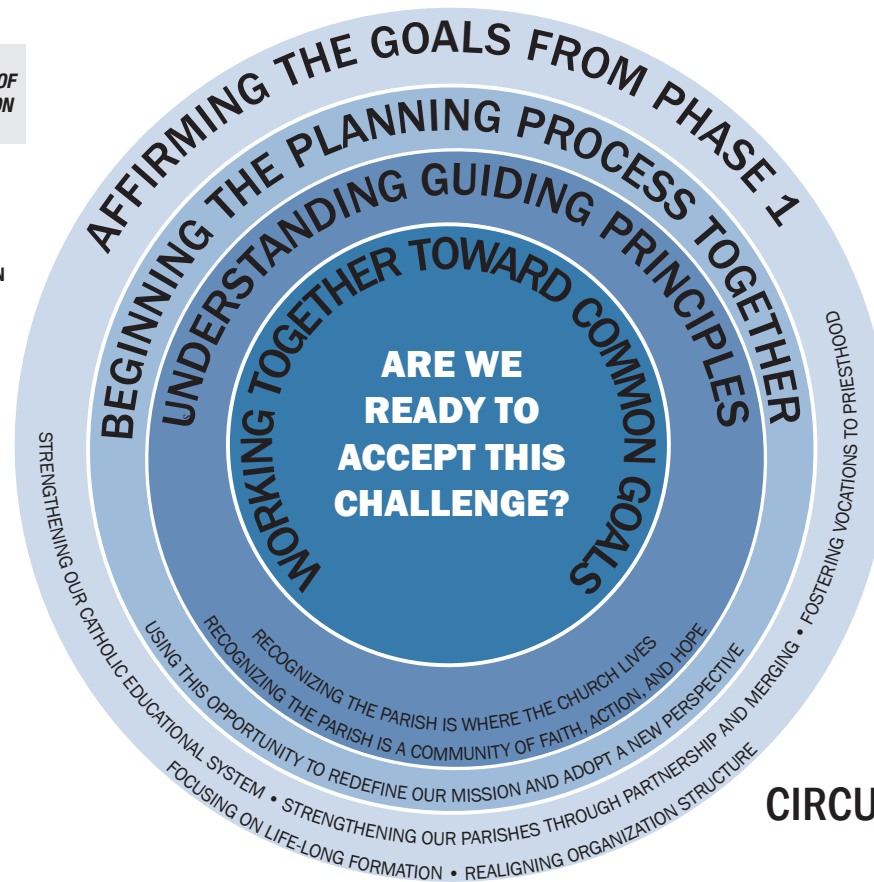 OF
ON
N
AFFIRMING THE GOALS FROM PHASE 1
BEGINNING THE PLANNING PROCESS TOGETHER
UNDERSTANDING GUIDING PRINCIPLES
WORKING TOGETHER TOWARD COMMON GOALS
ARE WE
READY TO
ACCEPT THIS
CHALLENGE?
RECOGNIZING THE PARISH IS WHERE THE CHURCH LIVES
RECOGNIZING THE PARISH IS A COMMUNITY OF FAITH, ACTION, AND HOPE
USING THIS OPPORTUNITY TO REDEFINE OUR MISSION AND ADOPT A NEW PERSPECTIVE
STRENGTHENING OUR CATHOLIC EDUCATIONAL SYSTEM • STRENGTHENING OUR PARISHES THROUGH PARTNERSHIP AND MERGING • FOSTERING VOCATIONS TO PRIESTHOOD
FOCUSING ON LIFE-LONG FORMATION • REALIGNING ORGANIZATION STRUCTURE
CIRCU